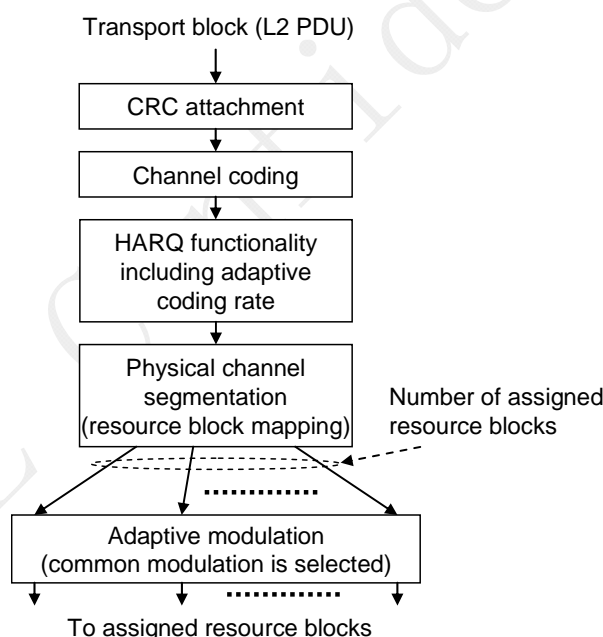 Transport block (L2 PDU)
CRC attachment
Channel coding
HARQ functionality
including adaptive
coding rate
Physical channel
segmentation
(resource block mapping)
Number of assigned
resource blocks
Adaptive modulation
(common modulation is selected)
To assigned resource blocks